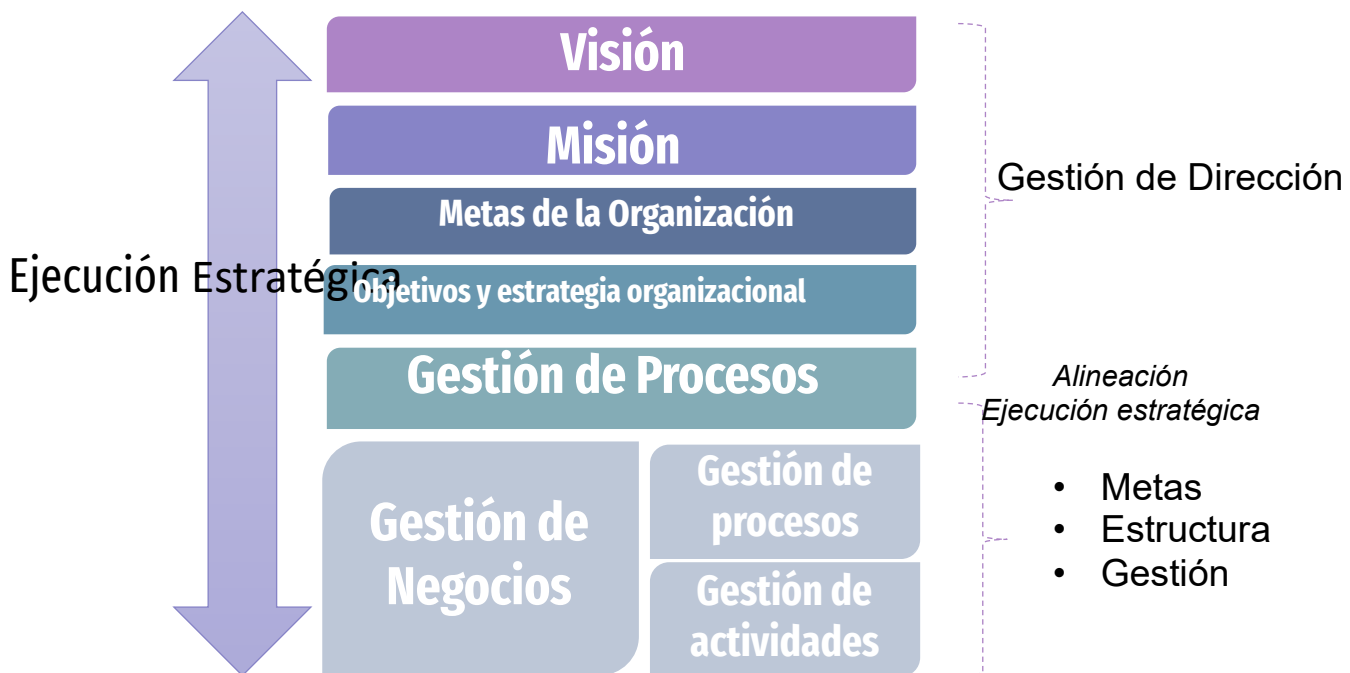 Visión
Misión
Metas de la Organización
Ejecución Estratégica
Objetivos y estrategia organizacional
Gestión de Procesos
Gestión de
Negocios
Gestión de
procesos
Gestión de
actividades
Gestión de Dirección
Alineación
Ejecución estratégica
• Metas
• Estructura
• Gestión